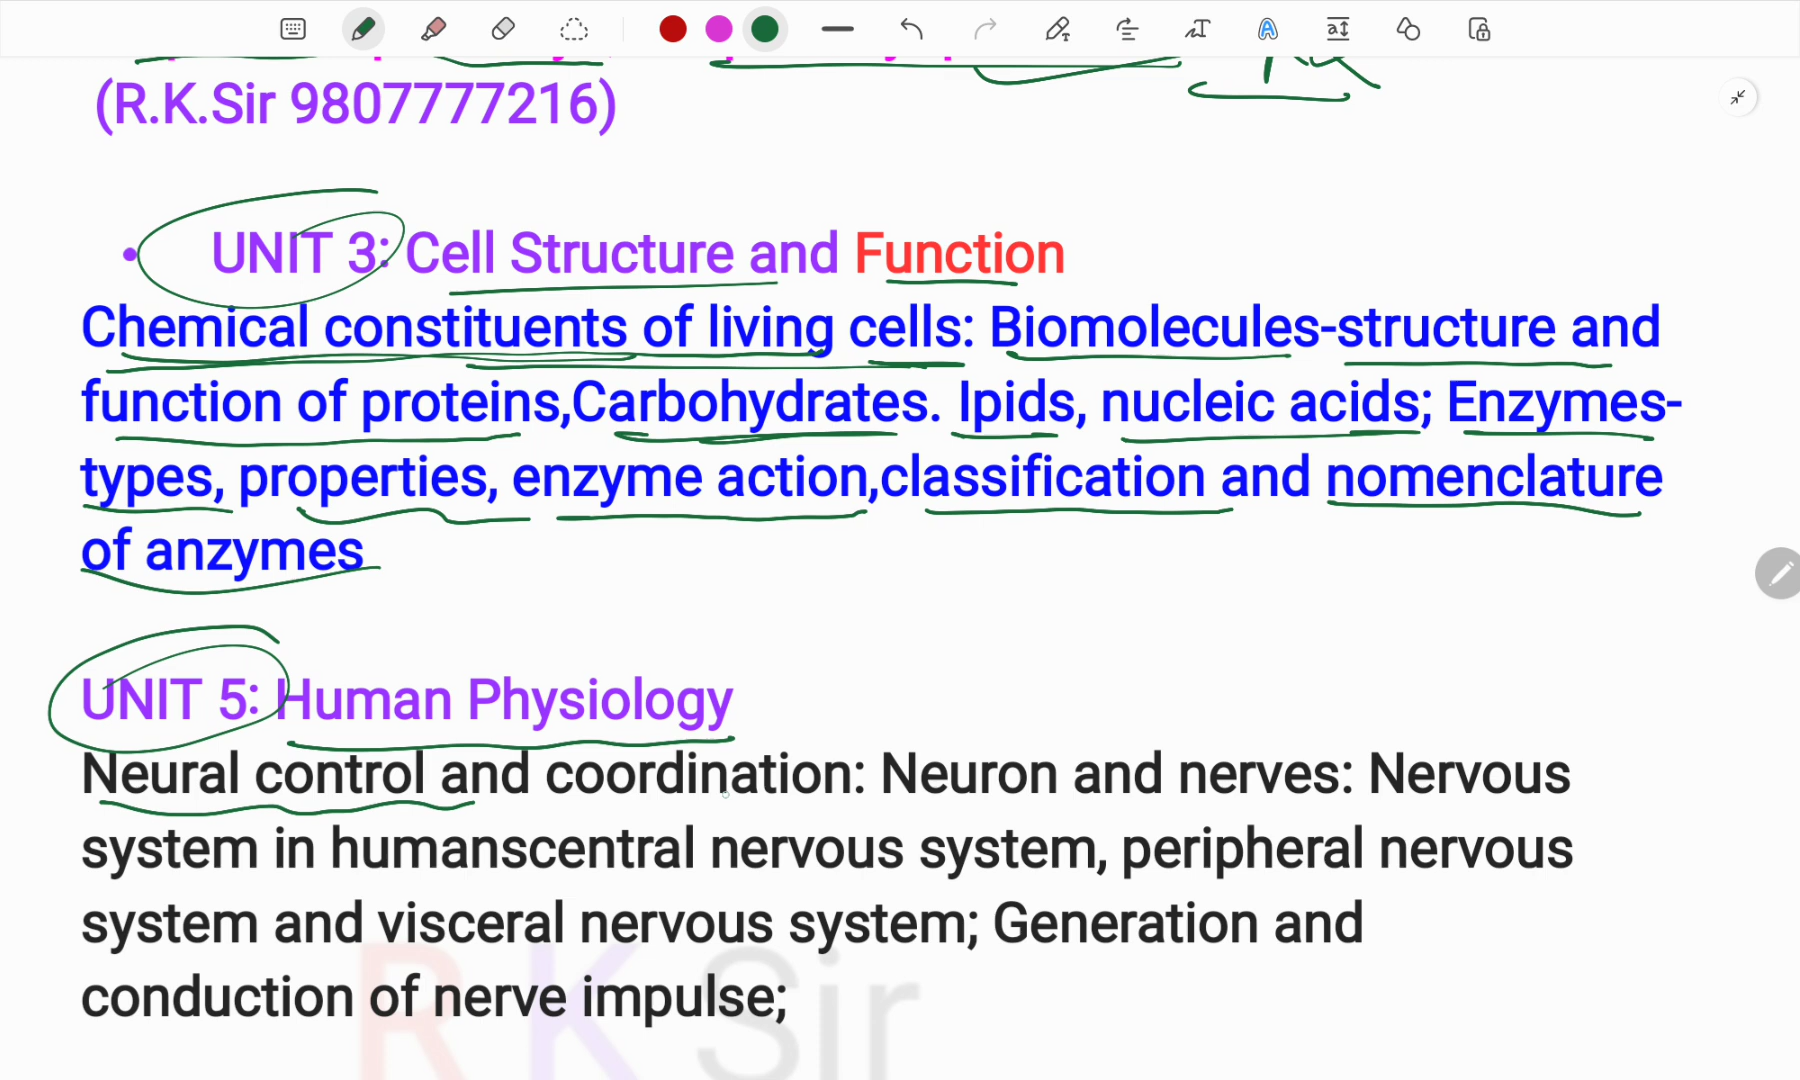 (R.K.Sir 9807777216)
• UNIT 3: Cell Structure and Function
Chemical constituents of living cells: Biomolecules-structure and
function of proteins,Carbohydrates. Ipids, nucleic acids; Enzymes-
types, properties, enzyme action,classification and nomenclature
of anzymes
UNIT 5: Human Physiology
Neural control and coordination: Neuron and nerves: Nervous
system in humanscentral nervous system, peripheral nervous
system and visceral nervous system; Generation and
conduction of nerve impulse;
R K Sir